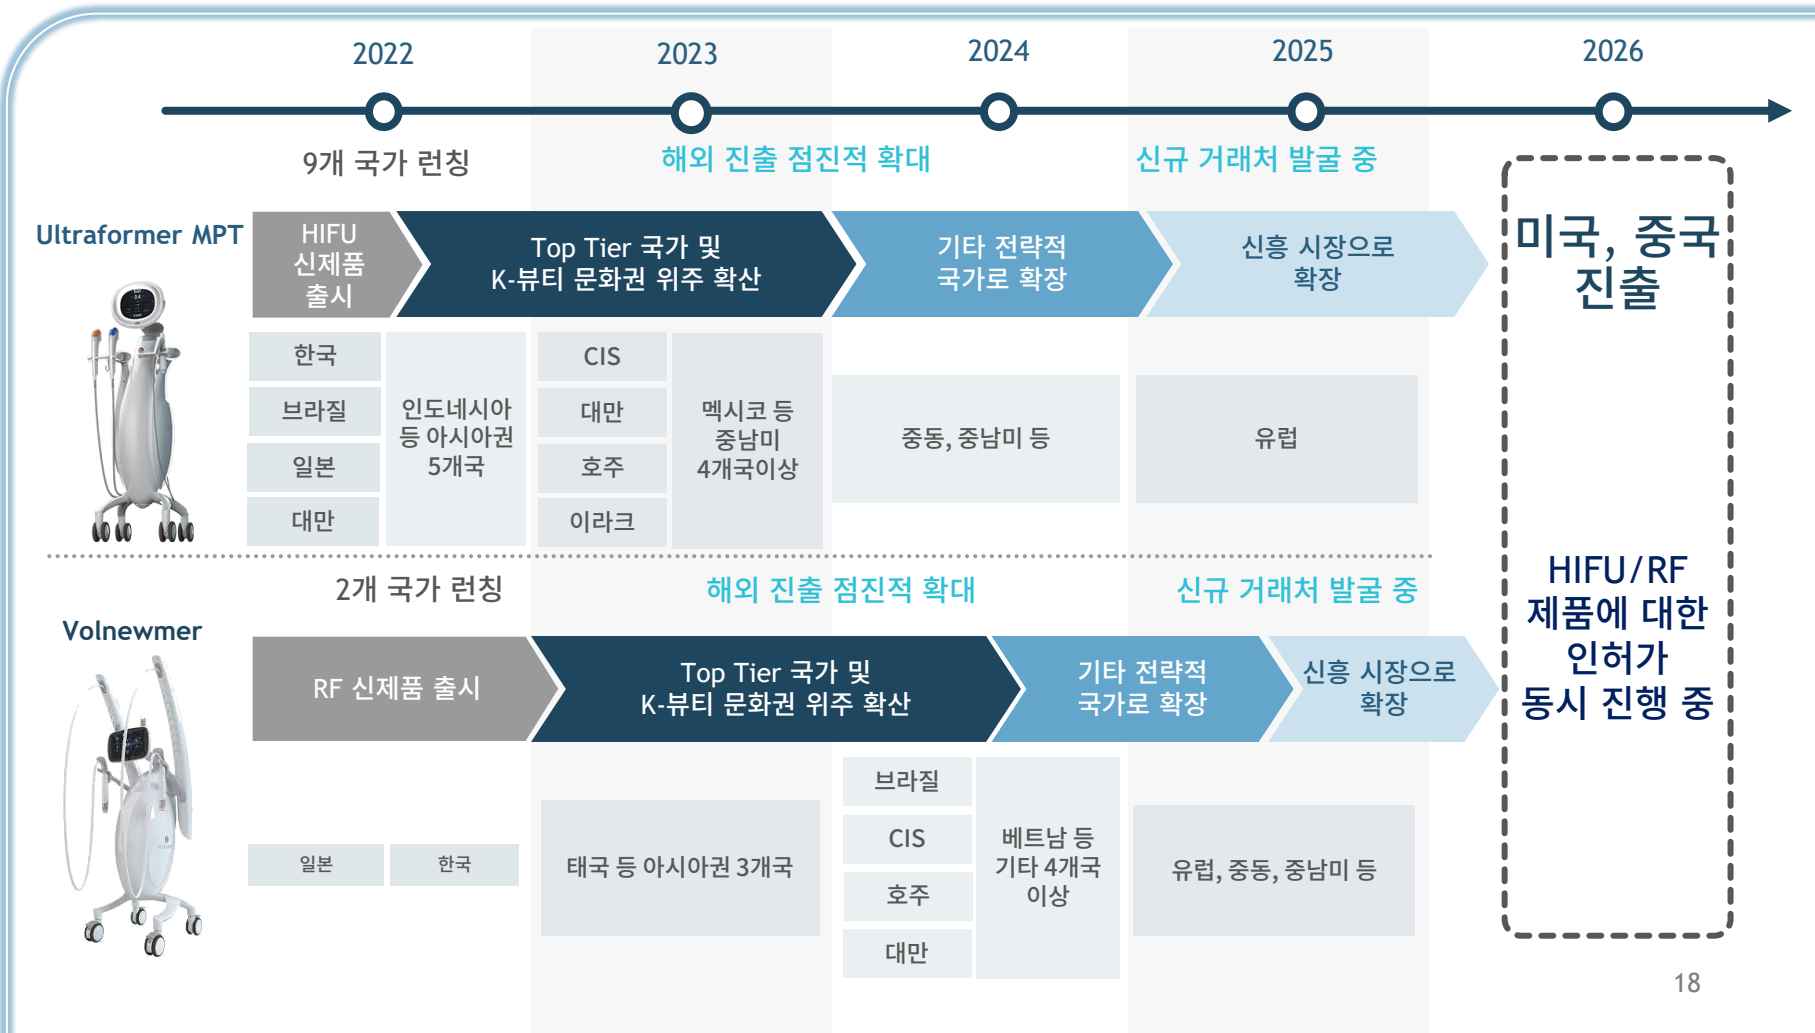 2022
2023
2024
2025
2026
9개 국가 런칭
해외 진출 점진적 확대
신규 거래처 발굴 중
Ultraformer MPT
HIFU
신제품
출시
Top Tier 국가 및
K-뷰티 문화권 위주 확산
기타 전략적
국가로 확장
신흥 시장으로
확장
미국, 중국
진출
한국
브라질
일본
대만
인도네시아
등 아시아권
5개국
CIS
대만
호주
이라크
멕시코 등
중남미
4개국이상
중동, 중남미 등
유럽
HIFU/RF
제품에 대한
인허가
동시 진행 중
2개 국가 런칭
해외 진출 점진적 확대
신규 거래처 발굴 중
Volnewmer
RF 신제품 출시
Top Tier 국가 및
K-뷰티 문화권 위주 확산
기타 전략적
국가로 확장
신흥 시장으로
확장
일본
한국
태국 등 아시아권 3개국
브라질
CIS
호주
대만
베트남 등
기타 4개국
이상
유럽, 중동, 중남미 등
18